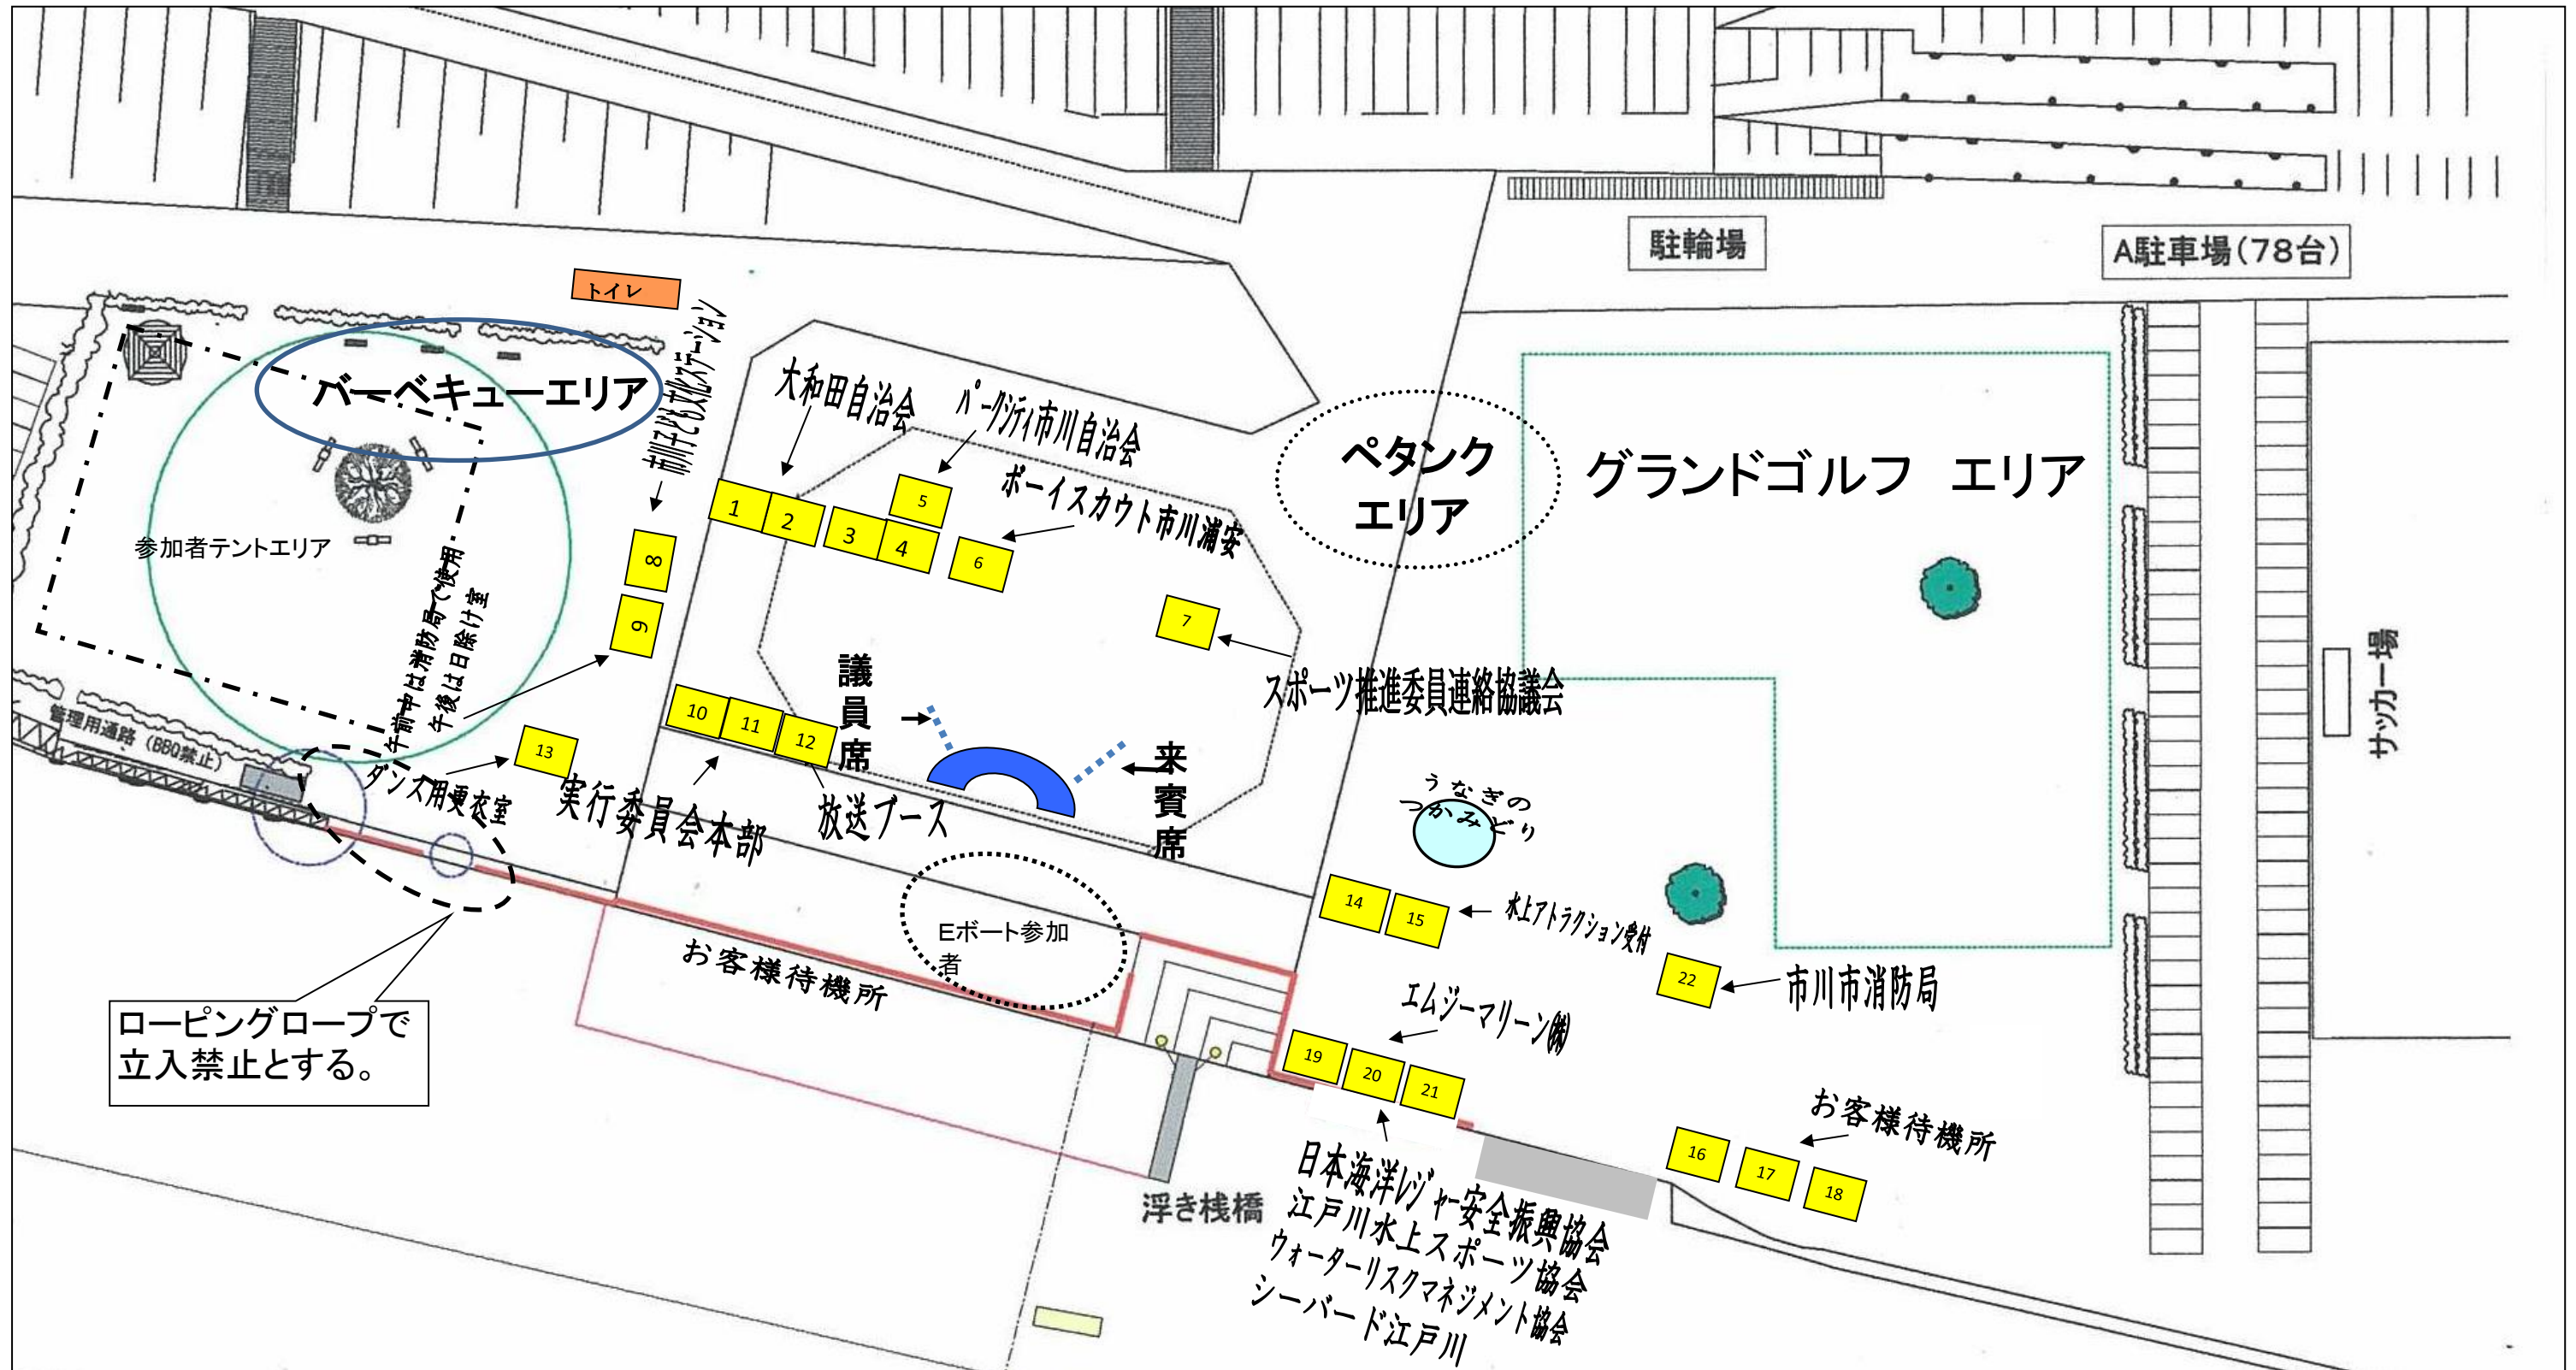 駐輪場
A駐車場(78台)
トイレ
市川子ども文化ステーション
バーベキューエリア
大和田自治会
パークシティ市川自治会
ボーイスカウト市川浦安
ペタンク
エリア
グランドゴルフ エリア
参加者テントエリア
午前中は消防局で使用
午後は日除け室
1
2
3
4
5
6
7
8
9
スポーツ推進委員連絡協議会
サッカー場
議員席
来賓席
10
11
12
13
管理用通路(BBQ禁止)
ダンス用更衣室
実行委員会本部
放送ブース
うなぎの
つかみどり
14
15
水上アトラクション受付
Eボート参加
者
お客様待機所
22
市川市消防局
エムジーマリーン㈱
ローピングロープで
立入禁止とする。
19
20
21
お客様待機所
16
17
18
浮き桟橋
日本海洋レジャー安全振興協会
江戸川水上スポーツ協会
ウォーターリスクマネジメント協会
シーバード江戸川